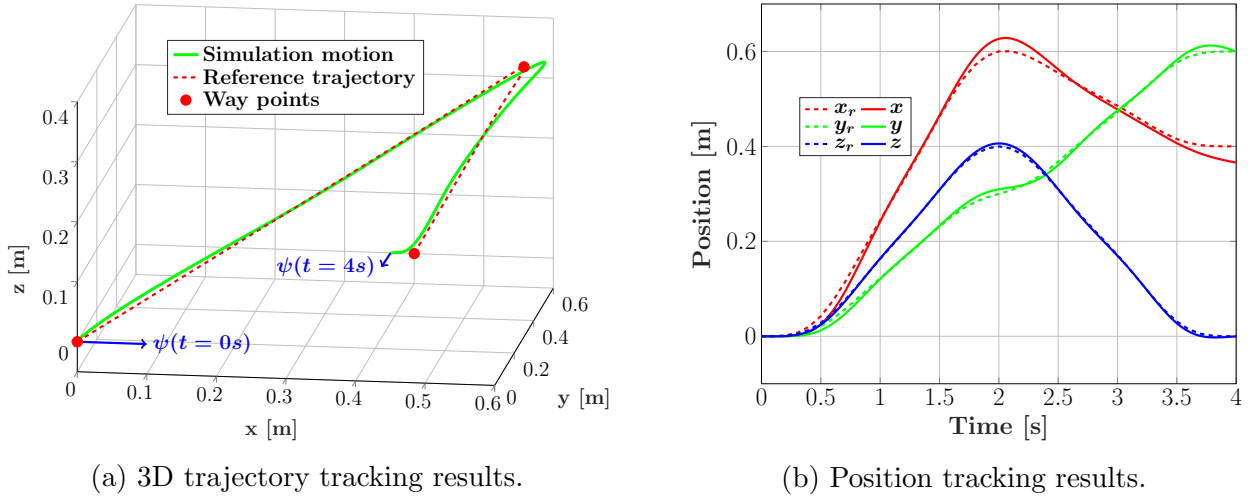 Simulation motion
Reference trajectory
Way points
0.4
0.3
0.2
0.1
0
z [m]
ψ(t = 4s)
ψ(t = 0s)
0
0.1
0.2
0.3
0.4
0.5
0.6
x [m]
0
0.2
0.4
0.6
y [m]
(a) 3D trajectory tracking results.
0.6
0.4
0.2
0
Position [m]
x_r x
y_r y
z_r z
0 0.5 1 1.5 2 2.5 3 3.5 4
Time [s]
(b) Position tracking results.